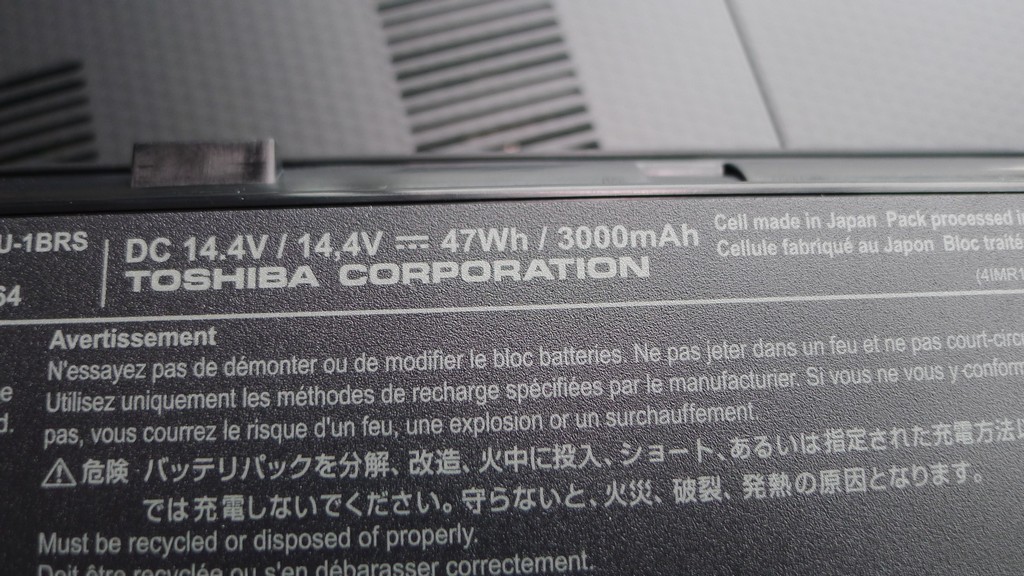 U-1BRS
DC 14.4V / 14,4V ⎓ 47Wh / 3000mAh
Cell made in Japan Pack processed i
Cellule fabriqué au Japon Bloc traité
64
TOSHIBA CORPORATION
(4IMR1
Avertissement
N'essayez pas de démonter ou de modifier le bloc batteries. Ne pas jeter dans un feu et ne pas court-circ
e
Utilisez uniquement les méthodes de recharge spécifiées par le manufacturier. Si vous ne vous y conform
d.
pas, vous courrez le risque d'un feu, une explosion or un surchauffement.
⚠危険 バッテリパックを分解、改造、火中に投入、ショート、あるいは指定された充電方法以
では充電しないでください。守らないと、火災、破裂、発熱の原因となります。
Must be recycled or disposed of properly.
Doit être recyclée ou s'en débarasser correctement.